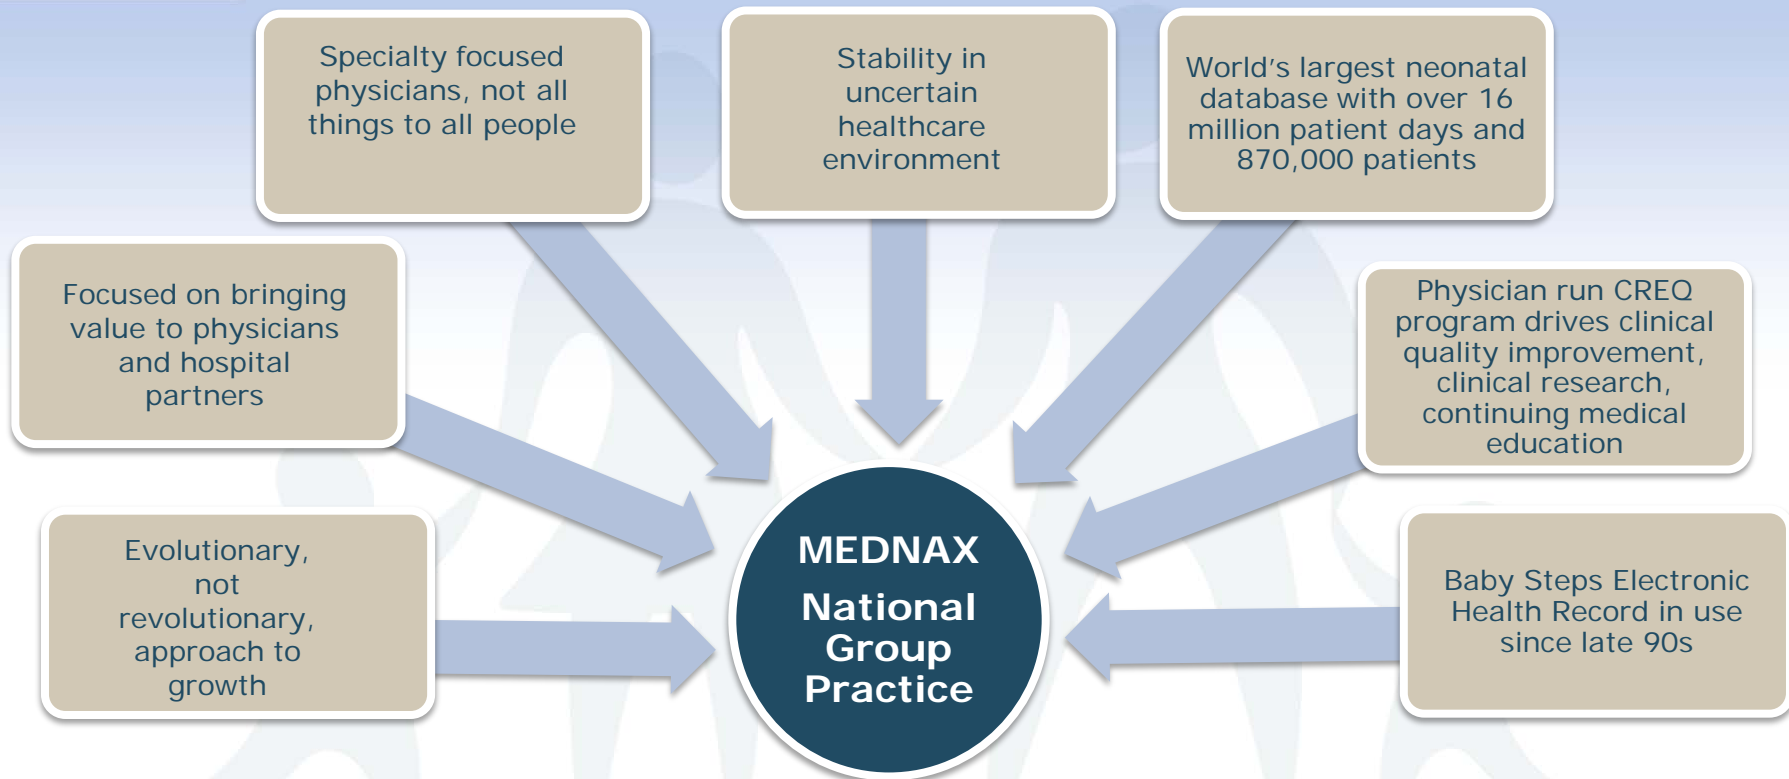 Specialty focused
physicians, not all
things to all people
Stability in
uncertain
healthcare
environment
World's largest neonatal
database with over 16
million patient days and
870,000 patients
Focused on bringing
value to physicians
and hospital
partners
Physician run CREQ
program drives clinical
quality improvement,
clinical research,
continuing medical
education
Evolutionary,
not
revolutionary,
approach to
growth
MEDNAX
National
Group
Practice
Baby Steps Electronic
Health Record in use
since late 90s